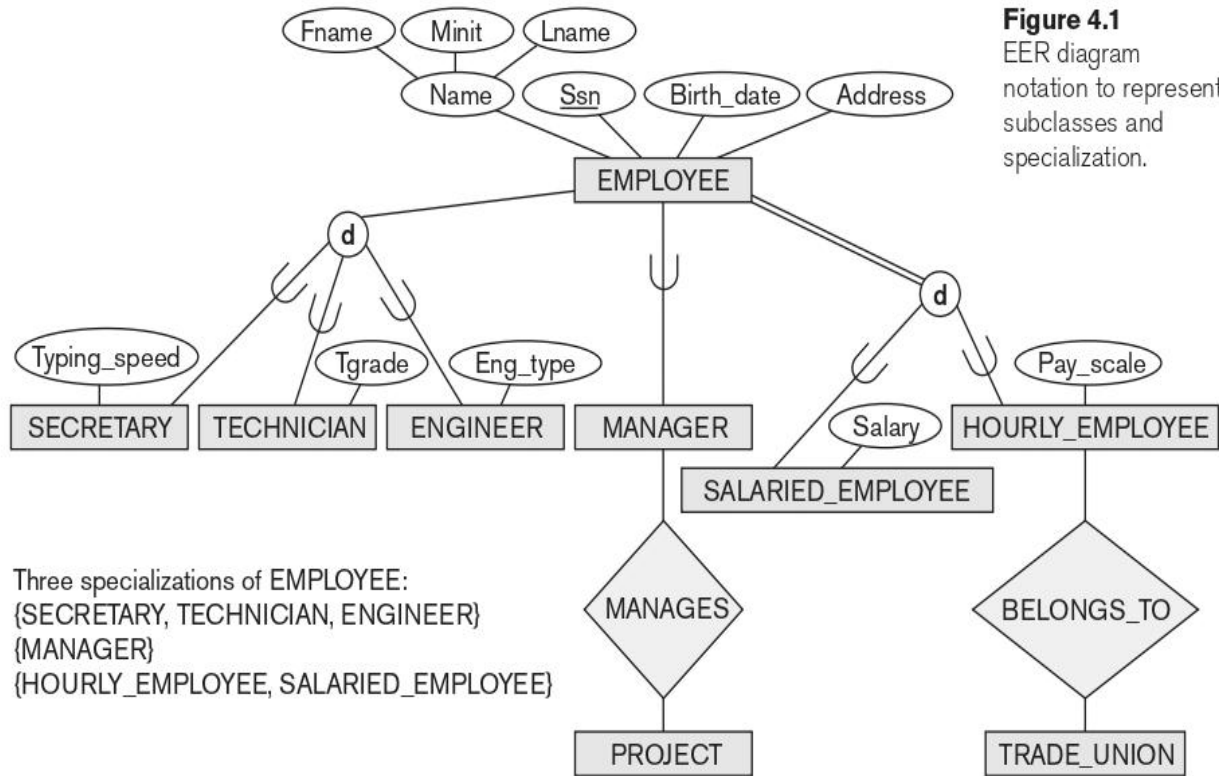 Figure 4.1
EER diagram
notation to represent
subclasses and
specialization.
Fname
Minit
Lname
Name
Ssn
Birth_date
Address
EMPLOYEE
d
d
Typing_speed
Tgrade
Eng_type
Pay_scale
SECRETARY
TECHNICIAN
ENGINEER
MANAGER
Salary
HOURLY_EMPLOYEE
SALARIED_EMPLOYEE
Three specializations of EMPLOYEE:
{SECRETARY, TECHNICIAN, ENGINEER}
{MANAGER}
{HOURLY_EMPLOYEE, SALARIED_EMPLOYEE}
MANAGES
BELONGS_TO
PROJECT
TRADE_UNION